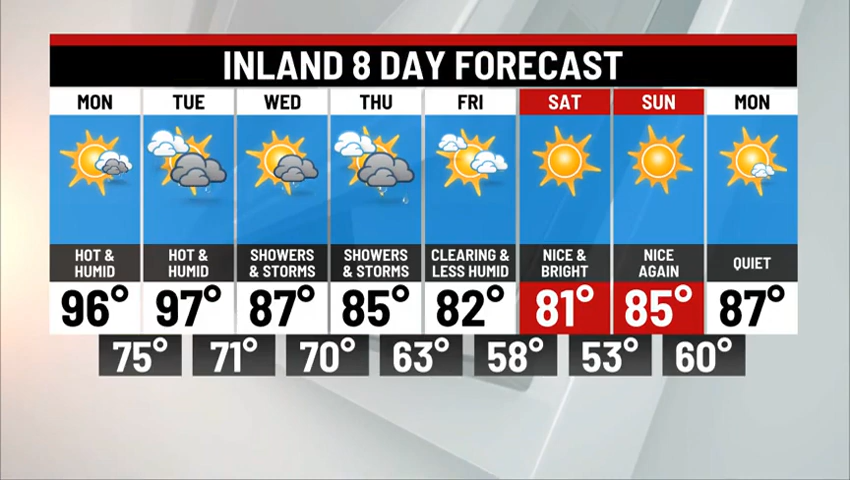 INLAND 8 DAY FORECAST
MON TUE WED THU FRI SAT SUN MON
HOT & HOT & SHOWERS SHOWERS CLEARING & NICE & NICE QUIET
HUMID HUMID & STORMS & STORMS LESS HUMID BRIGHT AGAIN
96° 97° 87° 85° 82° 81° 85° 87°
75° 71° 70° 63° 58° 53° 60°